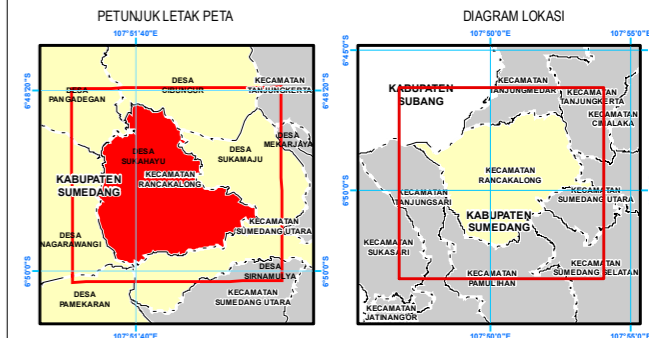 PETUNJUK LETAK PETA
107°51'40"E
6°48'20"S
6°48'20"S
DESA
PANGADEGAN
DESA
CIBUNGUR
KECAMATAN
TANJUNGKERTA
DESA
MEKARJAYA
DESA
SUKAHAYU
DESA
SUKAMAJU
KECAMATAN
RANCAKALONG
KABUPATEN
SUMEDANG
KECAMATAN
SUMEDANG UTARA
DESA
NAGARAWANGI
DESA
SIRNAMULYA
6°50'0"S
6°50'0"S
DESA
PAMEKARAN
KECAMATAN
SUMEDANG UTARA
107°51'40"E
DIAGRAM LOKASI
107°50'0"E
107°55'0"E
6°45'0"S
KABUPATEN
SUBANG
KECAMATAN
TANJUNGMEDAR
KECAMATAN
TANJUNGKERTA
KECAMATAN
CIMALAKA
KECAMATAN
RANCAKALONG
KECAMATAN
TANJUNGSARI
KECAMATAN
SUMEDANG UTARA
6°50'0"S
KABUPATEN
SUMEDANG
KECAMATAN
SUKASARI
KECAMATAN
PAMULIHAN
KECAMATAN
SUMEDANG SELATAN
KECAMATAN
JATINANGOR
107°50'0"E
107°55'0"E